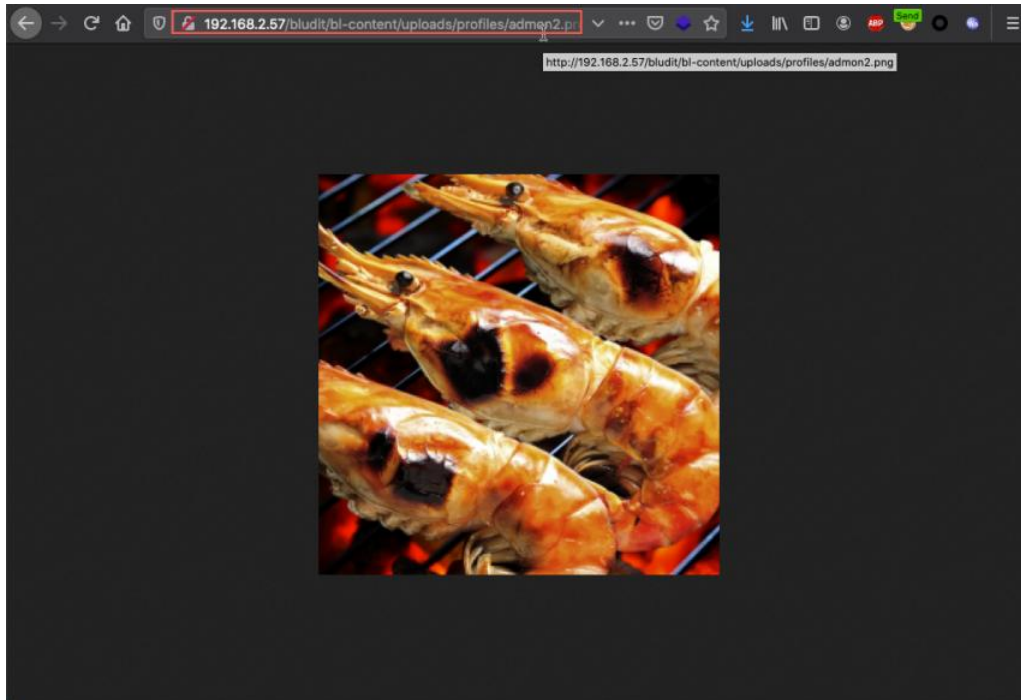 192.168.2.57/bludit/bl-content/uploads/profiles/admon2.pn
ABP
Send
http://192.168.2.57/bludit/bl-content/uploads/profiles/admon2.png